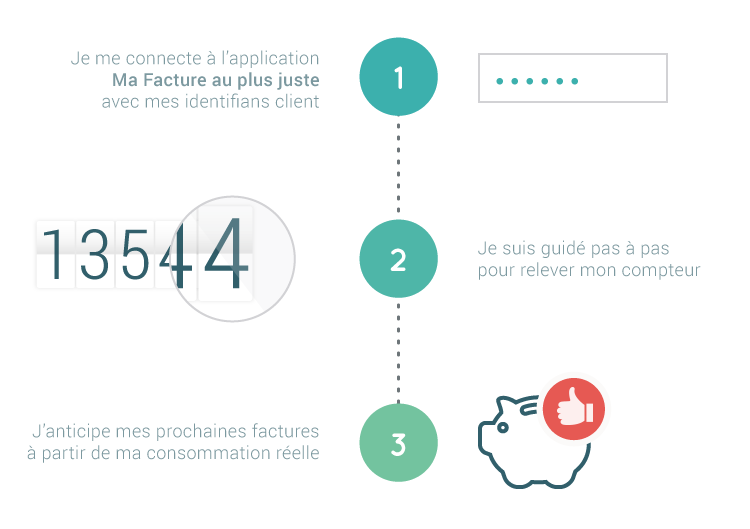 Je me connecte à l'application
Ma Facture au plus juste
avec mes identifians client
1
13544
2
Je suis guidé pas à pas
pour relever mon compteur
J'anticipe mes prochaines factures
à partir de ma consommation réelle
3